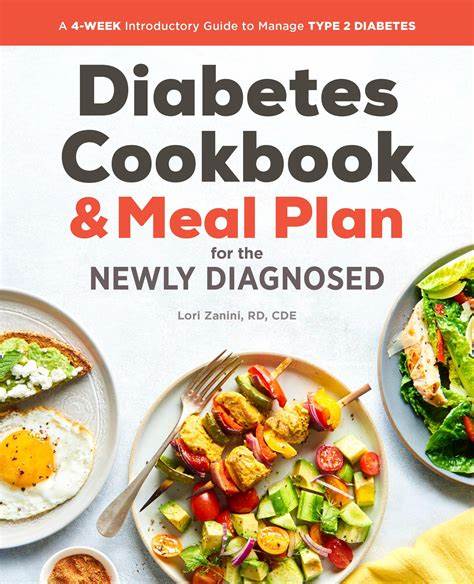 A 4-WEEK Introductory Guide to Manage TYPE 2 DIABETES
Diabetes
Cookbook
& Meal Plan
for the
NEWLY DIAGNOSED
Lori Zanini, RD, CDE